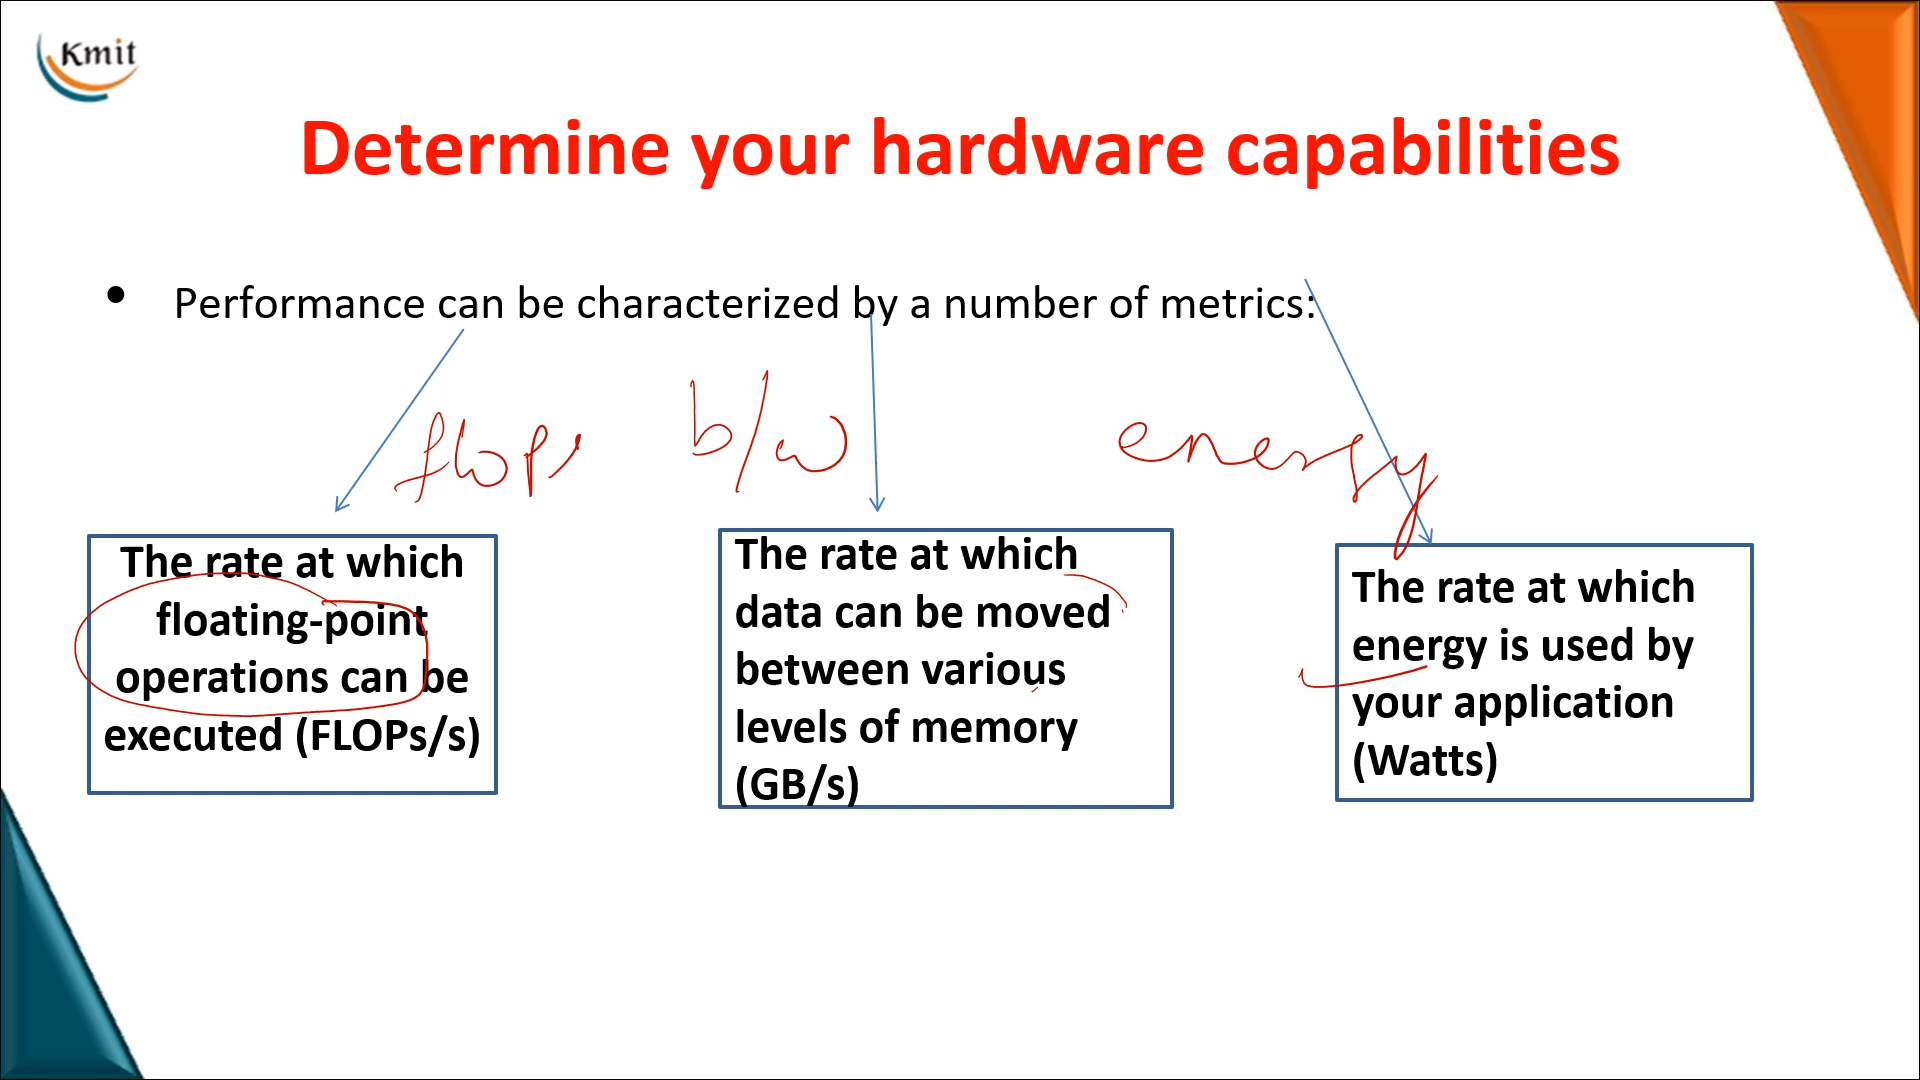 Kmit
Determine your hardware capabilities
• Performance can be characterized by a number of metrics:
flops b/w energy
The rate at which
floating-point
operations can be
executed (FLOPs/s)
The rate at which
data can be moved
between various
levels of memory
(GB/s)
The rate at which
energy is used by
your application
(Watts)